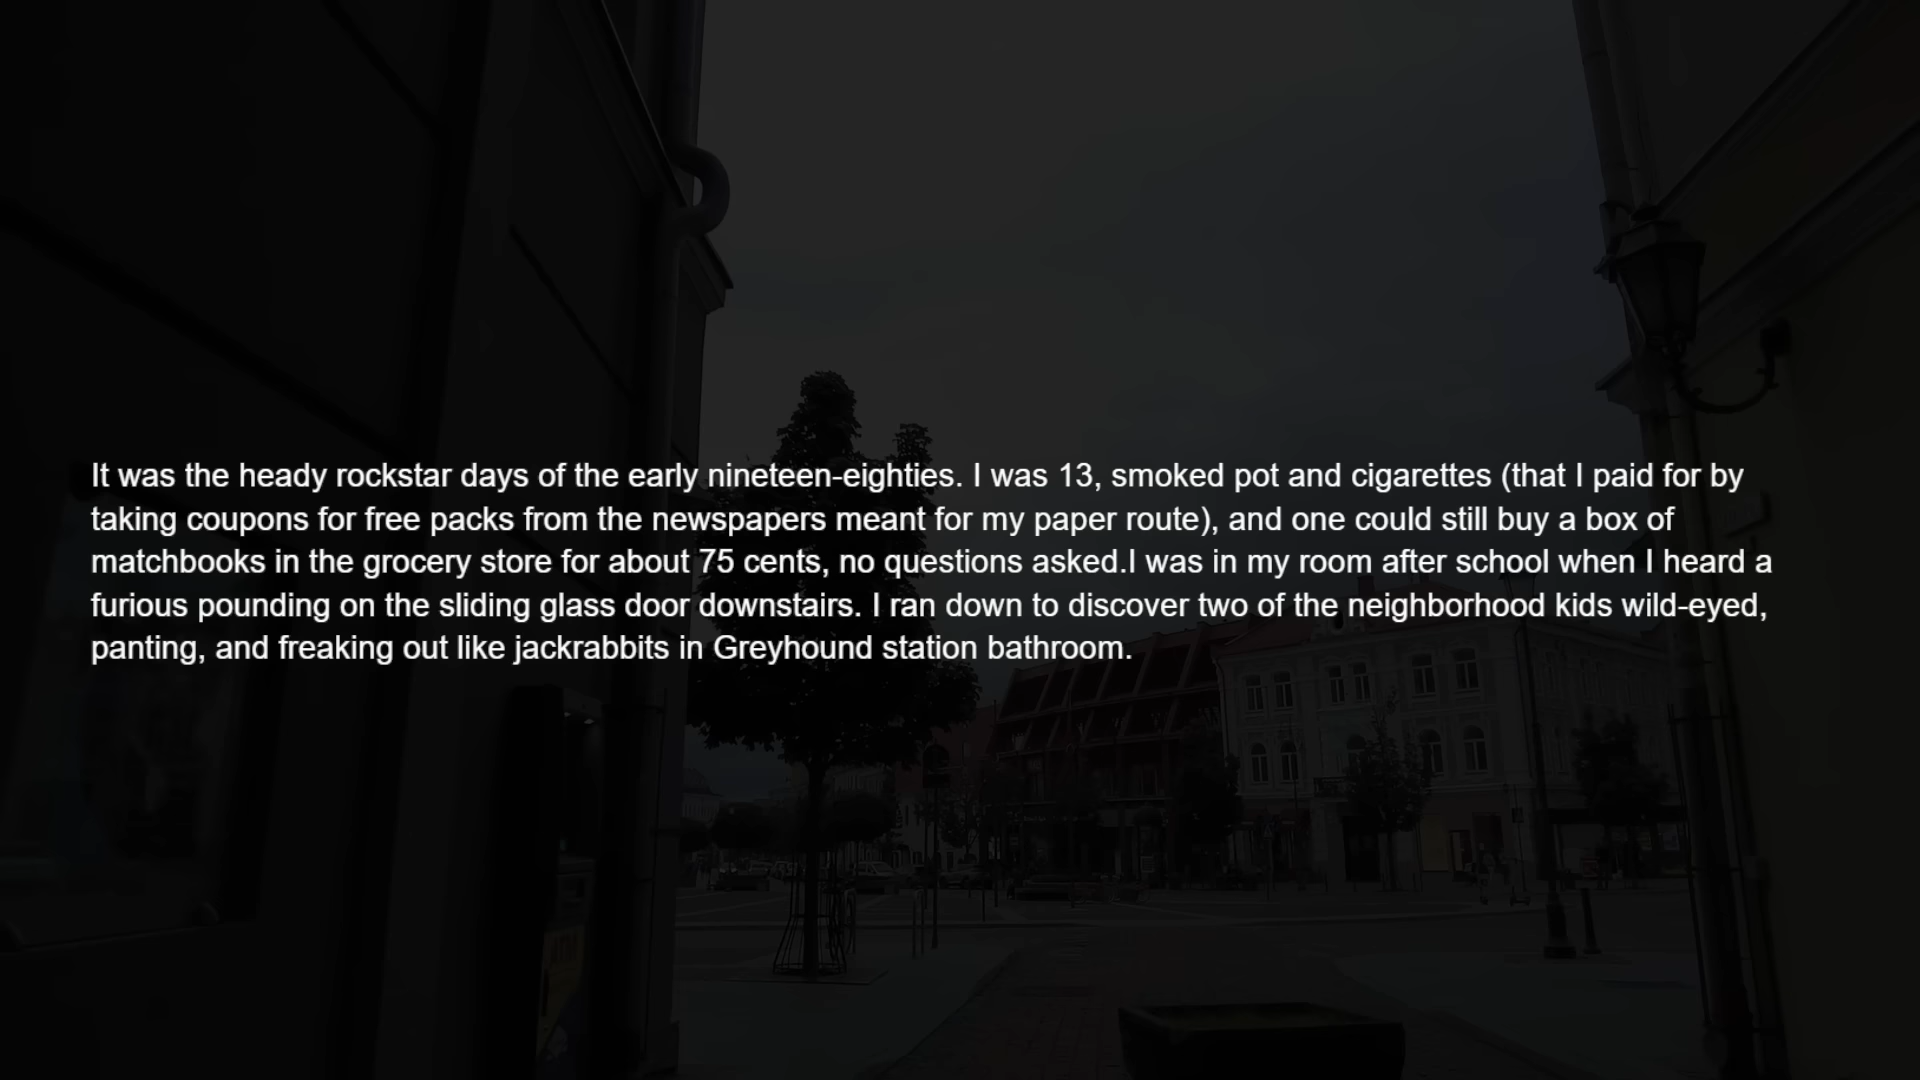 It was the heady rockstar days of the early nineteen-eighties. I was 13, smoked pot and cigarettes (that I paid for by
taking coupons for free packs from the newspapers meant for my paper route), and one could still buy a box of
matchbooks in the grocery store for about 75 cents, no questions asked.I was in my room after school when I heard a
furious pounding on the sliding glass door downstairs. I ran down to discover two of the neighborhood kids wild-eyed,
panting, and freaking out like jackrabbits in Greyhound station bathroom.